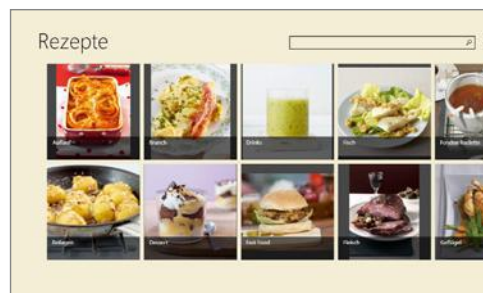 Rezepte
Auflauf
Brunch
Drinks
Fisch
Fondue Raclette
Beilagen
Dessert
Fast Food
Fleisch
Geflügel